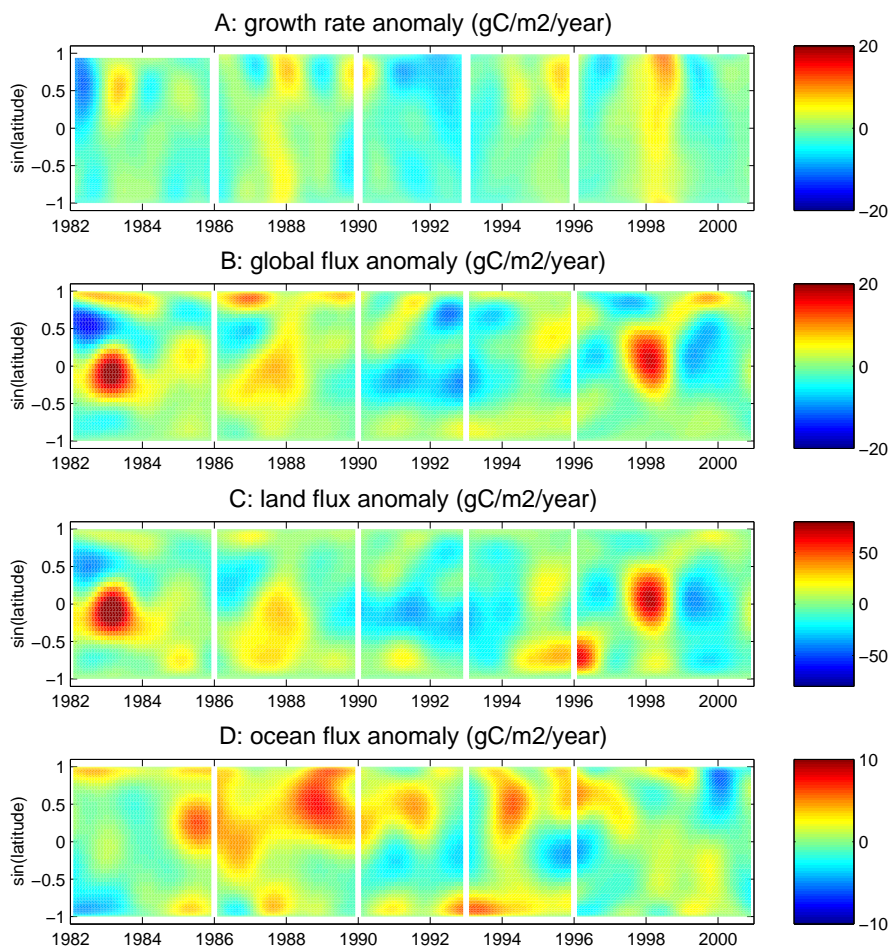 A: growth rate anomaly (gC/m2/year)
sin(latitude)
1
0.5
0
−0.5
−1
1982 1984 1986 1988 1990 1992 1994 1996 1998 2000
20
0
−20
B: global flux anomaly (gC/m2/year)
sin(latitude)
1
0.5
0
−0.5
−1
1982 1984 1986 1988 1990 1992 1994 1996 1998 2000
20
0
−20
C: land flux anomaly (gC/m2/year)
sin(latitude)
1
0.5
0
−0.5
−1
1982 1984 1986 1988 1990 1992 1994 1996 1998 2000
50
0
−50
D: ocean flux anomaly (gC/m2/year)
sin(latitude)
1
0.5
0
−0.5
−1
1982 1984 1986 1988 1990 1992 1994 1996 1998 2000
10
0
−10